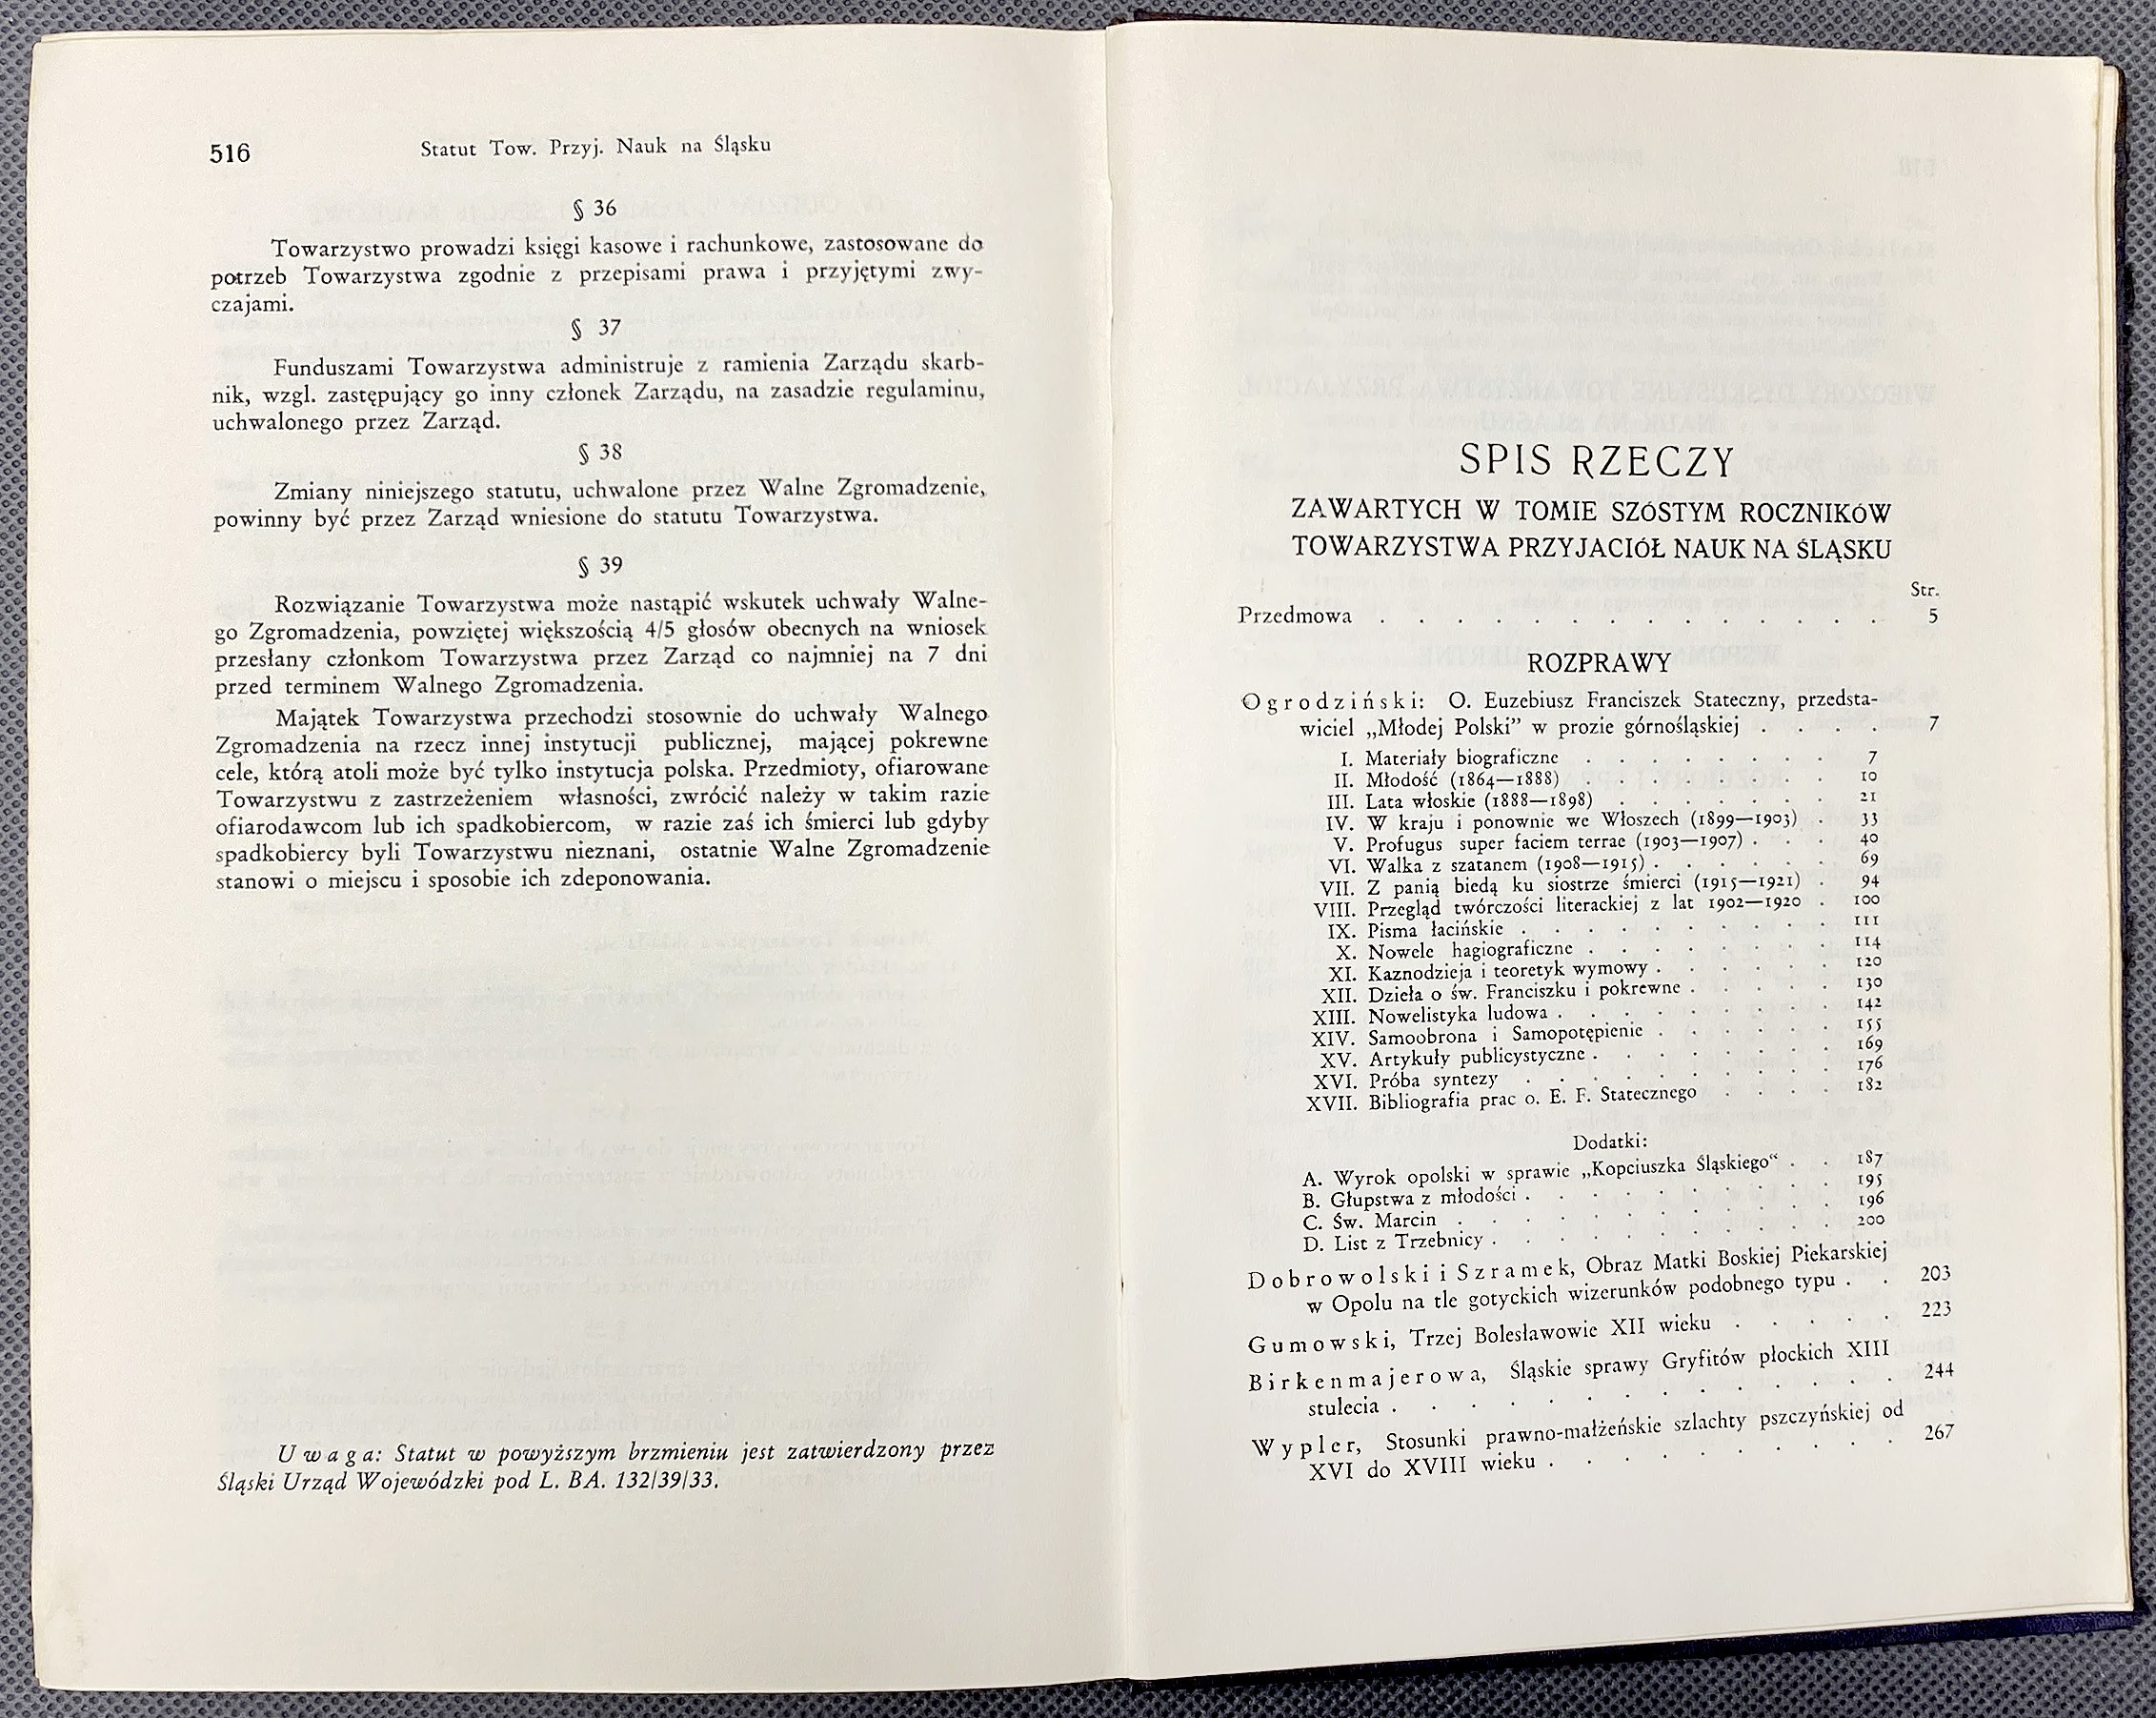 516
Statut Tow. Przyj. Nauk na Śląsku
§ 36
Towarzystwo prowadzi księgi kasowe i rachunkowe, zastosowane do
potrzeb Towarzystwa zgodnie z przepisami prawa i przyjętymi zwy-
czajami.
§ 37
Funduszami Towarzystwa administruje z ramienia Zarządu skarb-
nik, wzgl. zastępujący go inny członek Zarządu, na zasadzie regulaminu,
uchwalonego przez Zarząd.
§ 38
Zmiany niniejszego statutu, uchwalone przez Walne Zgromadzenie,
powinny być przez Zarząd wniesione do statutu Towarzystwa.
§ 39
Rozwiązanie Towarzystwa może nastąpić wskutek uchwały Walne-
go Zgromadzenia, powziętej większością 4/5 głosów obecnych na wniosek
przesłany członkom Towarzystwa przez Zarząd co najmniej na 7 dni
przed terminem Walnego Zgromadzenia.
Majątek Towarzystwa przechodzi stosownie do uchwały Walnego
Zgromadzenia na rzecz innej instytucji publicznej, mającej pokrewne
cele, którą atoli może być tylko instytucja polska. Przedmioty, ofiarowane
Towarzystwu z zastrzeżeniem własności, zwrócić należy w takim razie
ofiarodawcom lub ich spadkobiercom, w razie zaś ich śmierci lub gdyby
spadkobiercy byli Towarzystwu nieznani, ostatnie Walne Zgromadzenie
stanowi o miejscu i sposobie ich zdeponowania.
Uwaga: Statut w powyższym brzmieniu jest zatwierdzony przez
Śląski Urząd Wojewódzki pod L. BA. 132/39/33.
SPIS RZECZY
ZAWARTYCH W TOMIE SZÓSTYM ROCZNIKÓW
TOWARZYSTWA PRZYJACIÓŁ NAUK NA ŚLĄSKU
Str.
Przedmowa . . . . . . . . . . . . . 5
ROZPRAWY
Ogrodziński: O. Euzebiusz Franciszek Stateczny, przedsta-
wiciel „Młodej Polski” w prozie górnośląskiej . . . . 7
I. Materiały biograficzne . . . . . . . 7
II. Młodość (1864—1888) . . . . . . . 10
III. Lata włoskie (1888—1898) . . . . . . 21
IV. W kraju i ponownie we Włoszech (1899—1903) . 33
V. Profugus super faciem terrae (1903—1907) . . . 40
VI. Walka z szatanem (1908—1915) . . . . . 69
VII. Z panią biedą ku siostrze śmierci (1915—1921) . 94
VIII. Przegląd twórczości literackiej z lat 1902—1920 . 100
IX. Pisma łacińskie . . . . . . . . . 111
X. Nowele hagiograficzne . . . . . . . 114
XI. Kaznodzieja i teoretyk wymowy . . . . . 120
XII. Dzieła o św. Franciszku i pokrewne . . . . 130
XIII. Nowelistyka ludowa . . . . . . . . 142
XIV. Samoobrona i Samopotępienie . . . . . 155
XV. Artykuły publicystyczne . . . . . . . 169
XVI. Próba syntezy . . . . . . . . . 176
XVII. Bibliografia prac o. E. F. Statecznego . . . . 182
Dodatki:
A. Wyrok opolski w sprawie „Kopciuszka Śląskiego“ . . 187
B. Głupstwa z młodości . . . . . . . . . 195
C. Św. Marcin . . . . . . . . . . . 196
D. List z Trzebnicy . . . . . . . . . . 200
Dobrowolski i Szramek, Obraz Matki Boskiej Piekarskiej
w Opolu na tle gotyckich wizerunków podobnego typu . . 203
Gumowski, Trzej Bolesławowie XII wieku . . . . . 223
Birkenmajerowa, Śląskie sprawy Gryfitów płockich XIII
stulecia . . . . . . . . . . . . . 244
Wypler, Stosunki prawno-małżeńskie szlachty pszczyńskiej od
XVI do XVIII wieku . . . . . . . . . 267